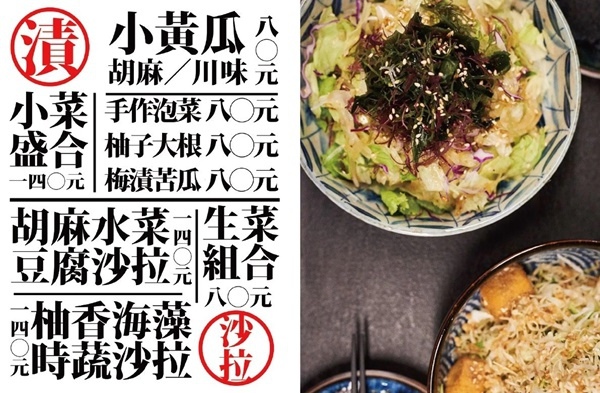 漬
小黃瓜
胡麻／川味
八〇元
小菜
盛合
一四〇元
手作泡菜 八〇元
柚子大根 八〇元
梅漬苦瓜 八〇元
胡麻水菜
豆腐沙拉
一四〇元
生菜
組合
八〇元
柚香海藻
時蔬沙拉
一四〇元
沙拉